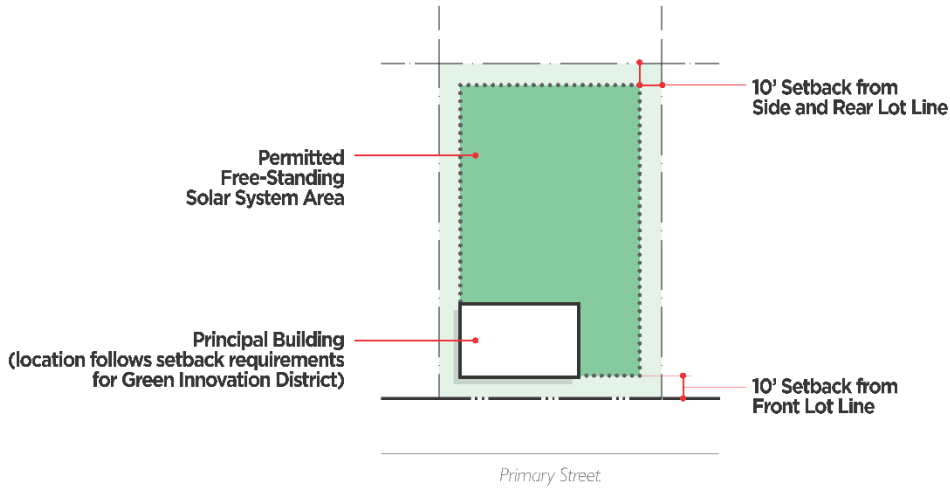 10' Setback from
Side and Rear Lot Line
Permitted
Free-Standing
Solar System Area
Principal Building
(location follows setback requirements
for Green Innovation District)
10' Setback from
Front Lot Line
Primary Street